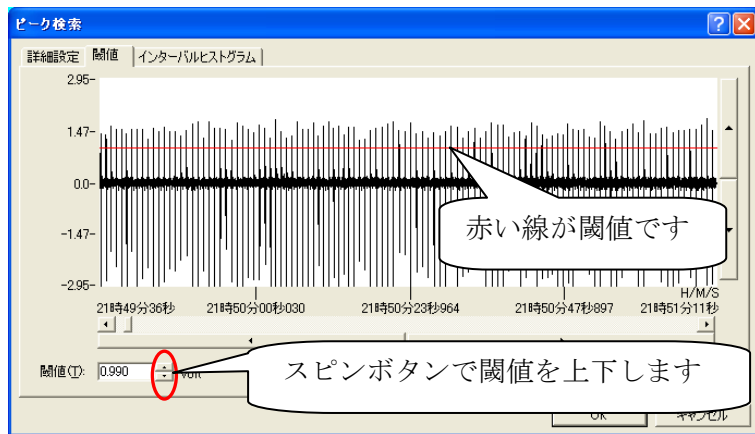 ピーク検索
詳細設定 閾値 インターバルヒストグラム
2.95-
1.47-
0.0-
-1.47-
-2.95-
赤い線が閾値です
H/M/S
21時49分36秒 21時50分00秒030 21時50分23秒964 21時50分47秒897 21時51分11秒
スピンボタンで閾値を上下します
閾値(T): 0.990 volt
OK キャンセル